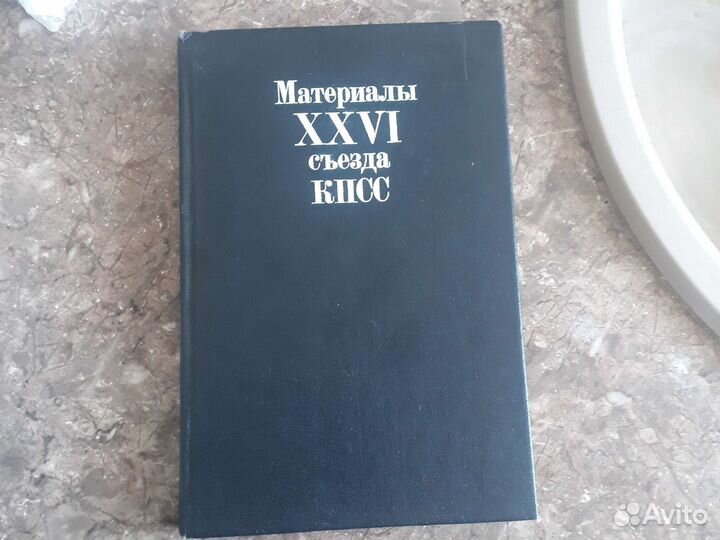 Материалы
XXVI
съезда
КПСС
Avito